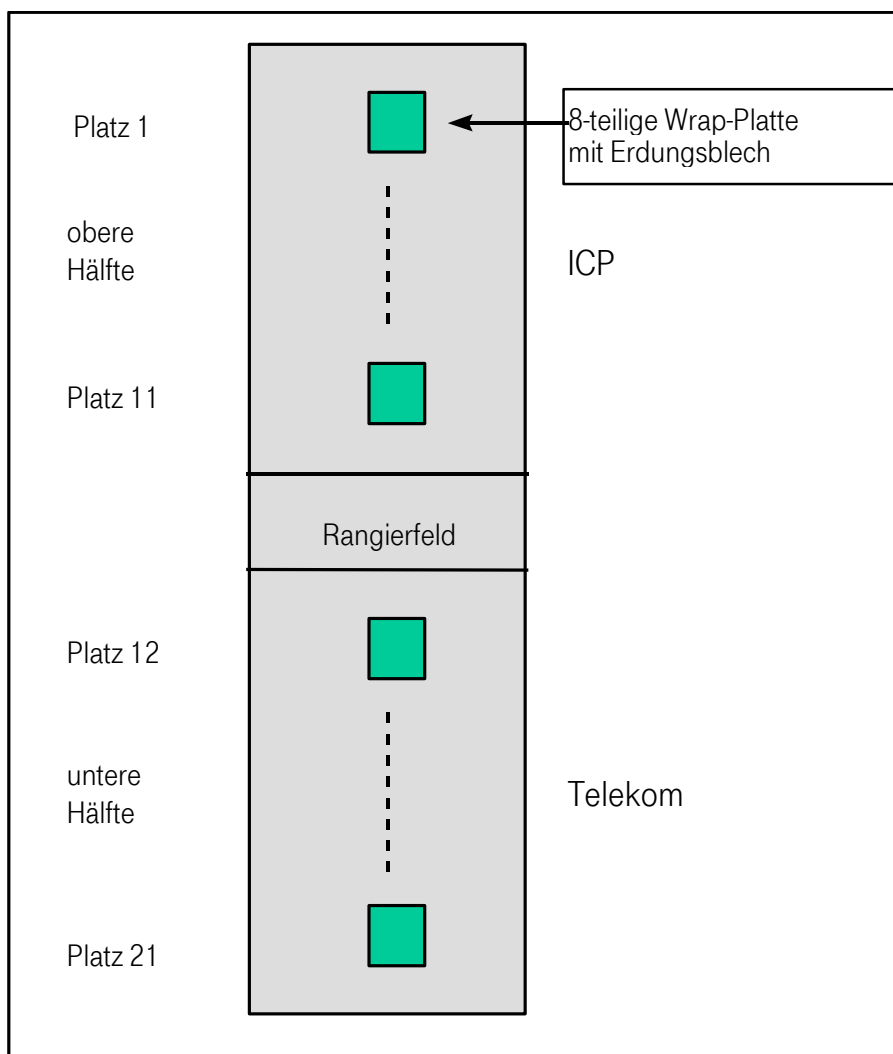 Platz 1
8-teilige Wrap-Platte
mit Erdungsblech
obere
Hälfte
ICP
Platz 11
Rangierfeld
Platz 12
untere
Hälfte
Telekom
Platz 21